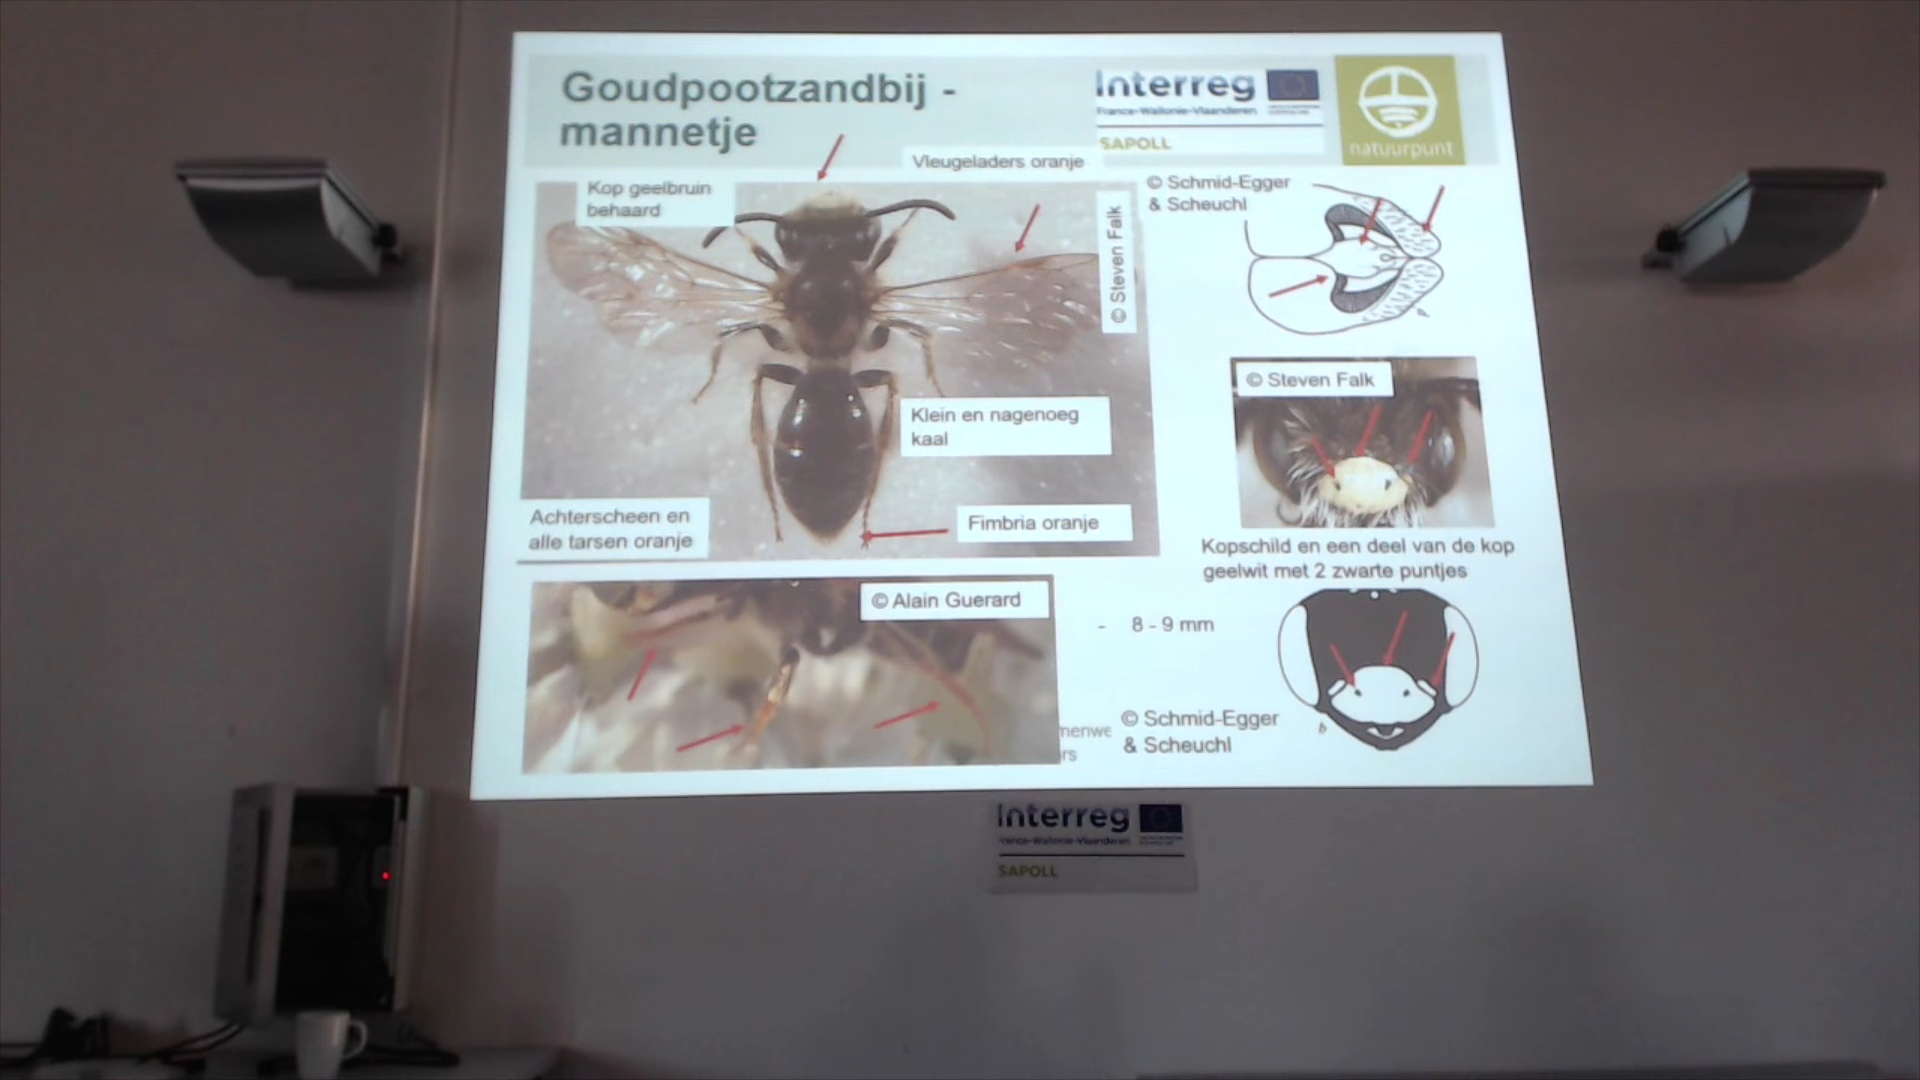 Goudpootzandbij -
mannetje
Interreg
France-Wallonie-Vlaanderen
SAPOLL
natuurpunt
Vleugeladers oranje
Kop geelbruin
behaard
© Steven Falk
© Schmid-Egger
& Scheuchl
Klein en nagenoeg
kaal
© Steven Falk
Achterscheen en
alle tarsen oranje
Fimbria oranje
Kopschild en een deel van de kop
geelwit met 2 zwarte puntjes
© Alain Guerard
- 8 - 9 mm
menwe
rs
© Schmid-Egger
& Scheuchl
b
Interreg
France-Wallonie-Vlaanderen
SAPOLL